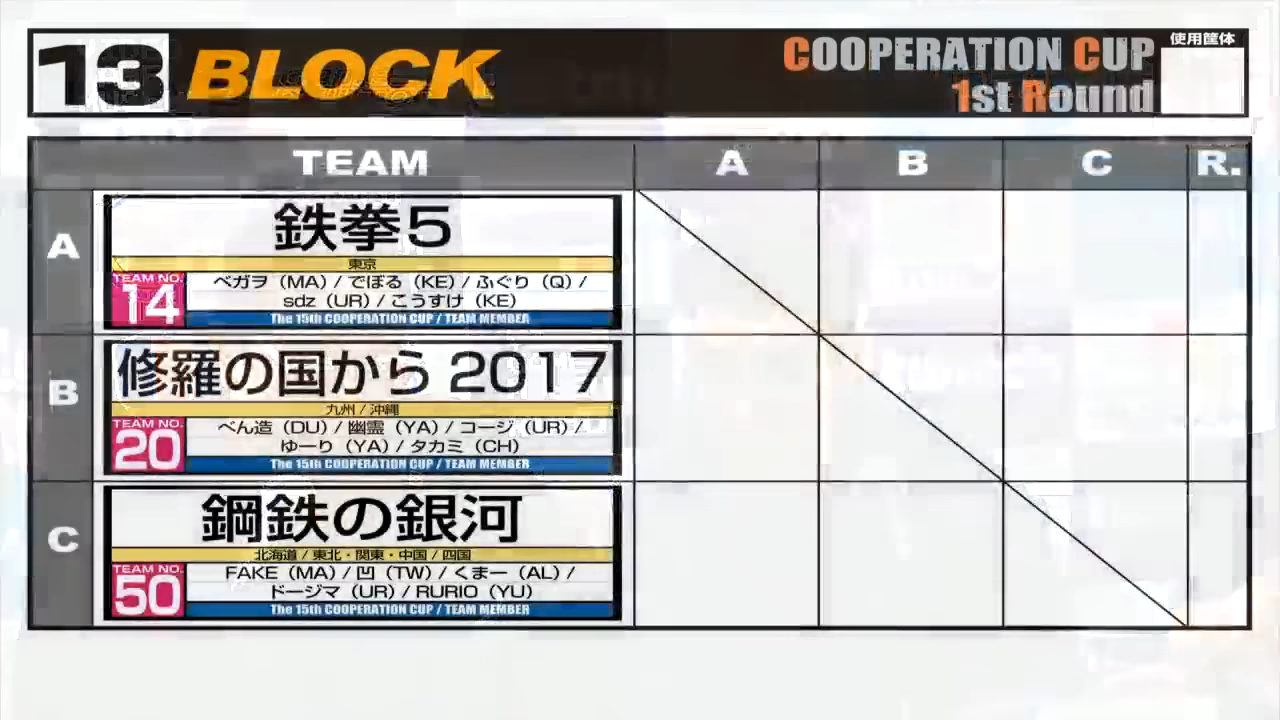 13 BLOCK
COOPERATION CUP
1st Round
使用筐体
TEAM A B C R.
A
鉄拳5
東京
TEAM NO.
14
ベガヲ（MA）/ でぼる（KE）/ ふぐり（Q）/
sdz（UR）/ こうすけ（KE）
The 15th COOPERATION CUP / TEAM MEMBER
B
修羅の国から 2017
九州 / 沖縄
TEAM NO.
20
べん造（DU）/ 幽霊（YA）/ コージ（UR）/
ゆーり（YA）/ タカミ（CH）
The 15th COOPERATION CUP / TEAM MEMBER
C
鋼鉄の銀河
北海道 / 東北・関東・中国 / 四国
TEAM NO.
50
FAKE（MA）/ 凹（TW）/ くまー（AL）/
ドージマ（UR）/ RURIO（YU）
The 15th COOPERATION CUP / TEAM MEMBER